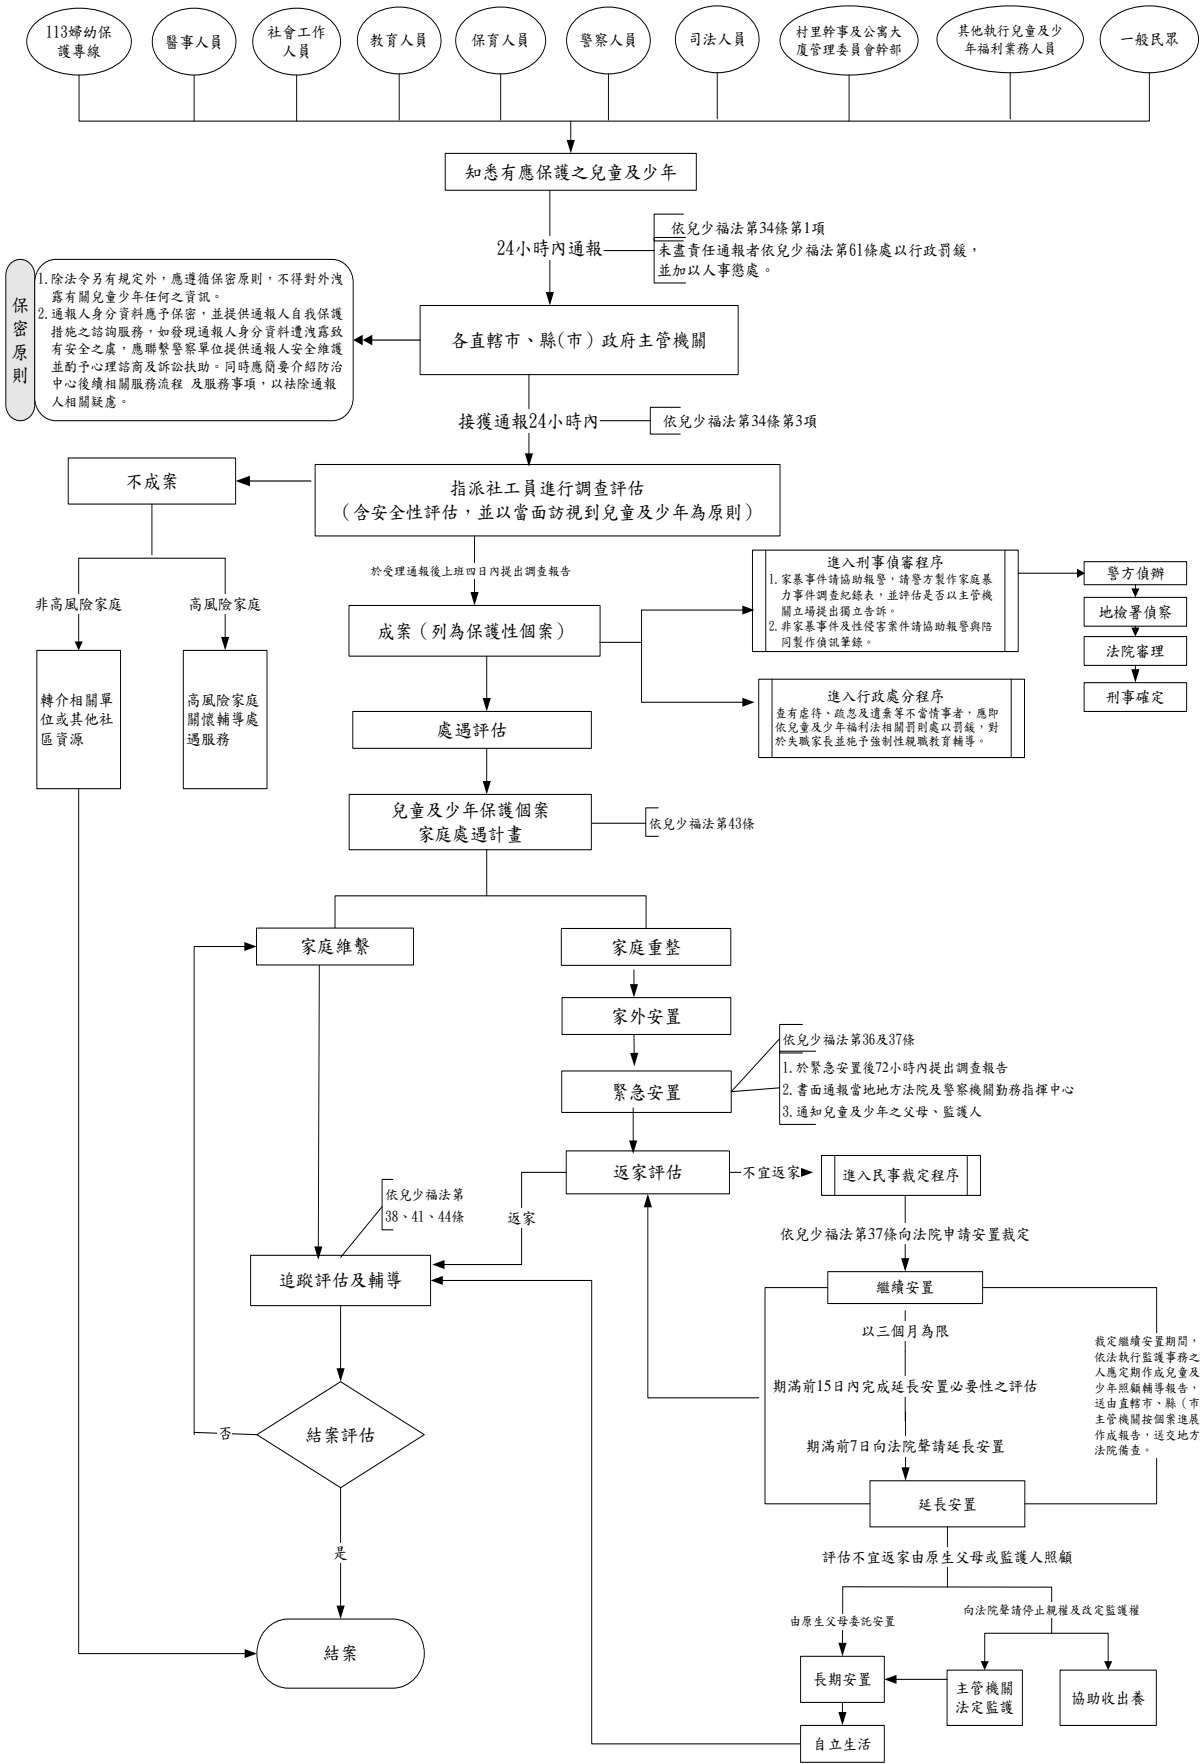 113婦幼保
護專線
醫事人員
社會工作
人員
教育人員
保育人員
警察人員
司法人員
村里幹事及公寓大
廈管理委員會幹部
其他執行兒童及少
年福利業務人員
一般民眾
知悉有應保護之兒童及少年
24小時內通報
依兒少福法第34條第1項
未盡責任通報者依兒少福法第61條處以行政罰鍰，
並加以人事懲處。
保密原則
1.除法令另有規定外，應遵循保密原則，不得對外洩
露有關兒童少年任何之資訊。
2.通報人身分資料應予保密，並提供通報人自我保護
措施之諮詢服務，如發現通報人身分資料遭洩露致
有安全之虞，應聯繫警察單位提供通報人安全維護
並酌予心理諮商及訴訟扶助。同時應簡要介紹防治
中心後續相關服務流程 及服務事項，以袪除通報
人相關疑慮。
各直轄市、縣(市)政府主管機關
接獲通報24小時內
依兒少福法第34條第3項
不成案
指派社工員進行調查評估
（含安全性評估，並以當面訪視到兒童及少年為原則）
於受理通報後上班四日內提出調查報告
非高風險家庭
高風險家庭
進入刑事偵審程序
1.家暴事件請協助報警，請警方製作家庭暴
力事件調查紀錄表，並評估是否以主管機
關立場提出獨立告訴。
2.非家暴事件及性侵害案件請協助報警與陪
同製作偵訊筆錄。
警方偵辦
地檢署偵察
法院審理
刑事確定
成案（列為保護性個案）
轉介相關單
位或其他社
區資源
高風險家庭
關懷輔導處
遇服務
進入行政處分程序
查有虐待、疏忽及遺棄等不當情事者，應即
依兒童及少年福利法相關罰則處以罰鍰，對
於失職家長並施予強制性親職教育輔導。
處遇評估
兒童及少年保護個案
家庭處遇計畫
依兒少福法第43條
家庭維繫
家庭重整
家外安置
依兒少福法第36及37條
1.於緊急安置後72小時內提出調查報告
2.書面通報當地地方法院及警察機關勤務指揮中心
3.通知兒童及少年之父母、監護人
緊急安置
返家評估
不宜返家
進入民事裁定程序
依兒少福法第
38、41、44條
返家
依兒少福法第37條向法院申請安置裁定
追蹤評估及輔導
繼續安置
以三個月為限
裁定繼續安置期間，
依法執行監護事務之
人應定期作成兒童及
少年照顧輔導報告，
送由直轄市、縣（市
主管機關按個案進展
作成報告，送交地方
法院備查。
期滿前15日內完成延長安置必要性之評估
否
結案評估
期滿前7日向法院聲請延長安置
延長安置
是
評估不宜返家由原生父母或監護人照顧
由原生父母委託安置
向法院聲請停止親權及改定監護權
結案
長期安置
主管機關
法定監護
協助收出養
自立生活